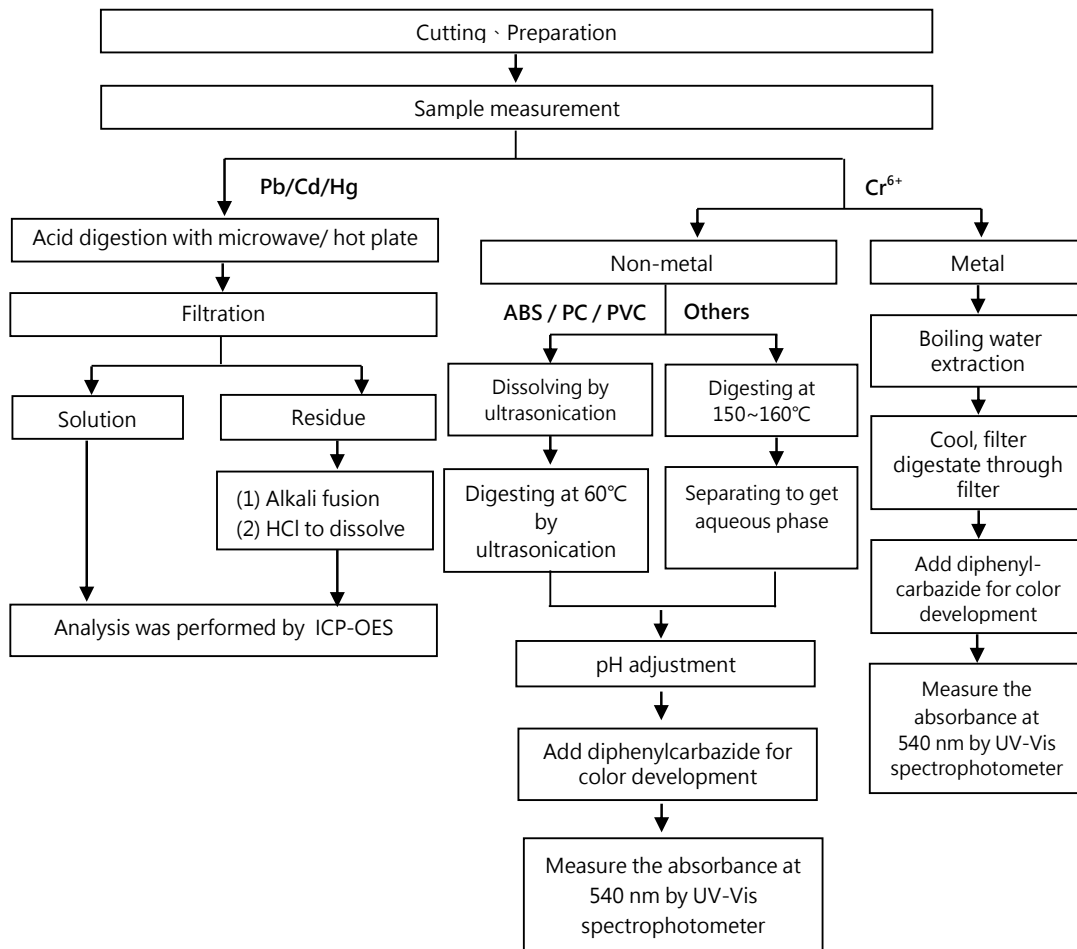 Cutting、Preparation
Sample measurement
Pb/Cd/Hg
Cr⁶⁺
Acid digestion with microwave/ hot plate
Non-metal
Metal
Filtration
ABS / PC / PVC
Others
Boiling water
extraction
Solution
Residue
Dissolving by
ultrasonication
Digesting at
150~160℃
Cool, filter
digestate through
filter
(1) Alkali fusion
(2) HCl to dissolve
Digesting at 60℃
by
ultrasonication
Separating to get
aqueous phase
Add diphenyl-
carbazide for color
development
Analysis was performed by ICP-OES
pH adjustment
Measure the
absorbance at
540 nm by UV-Vis
spectrophotometer
Add diphenylcarbazide for
color development
Measure the absorbance at
540 nm by UV-Vis
spectrophotometer